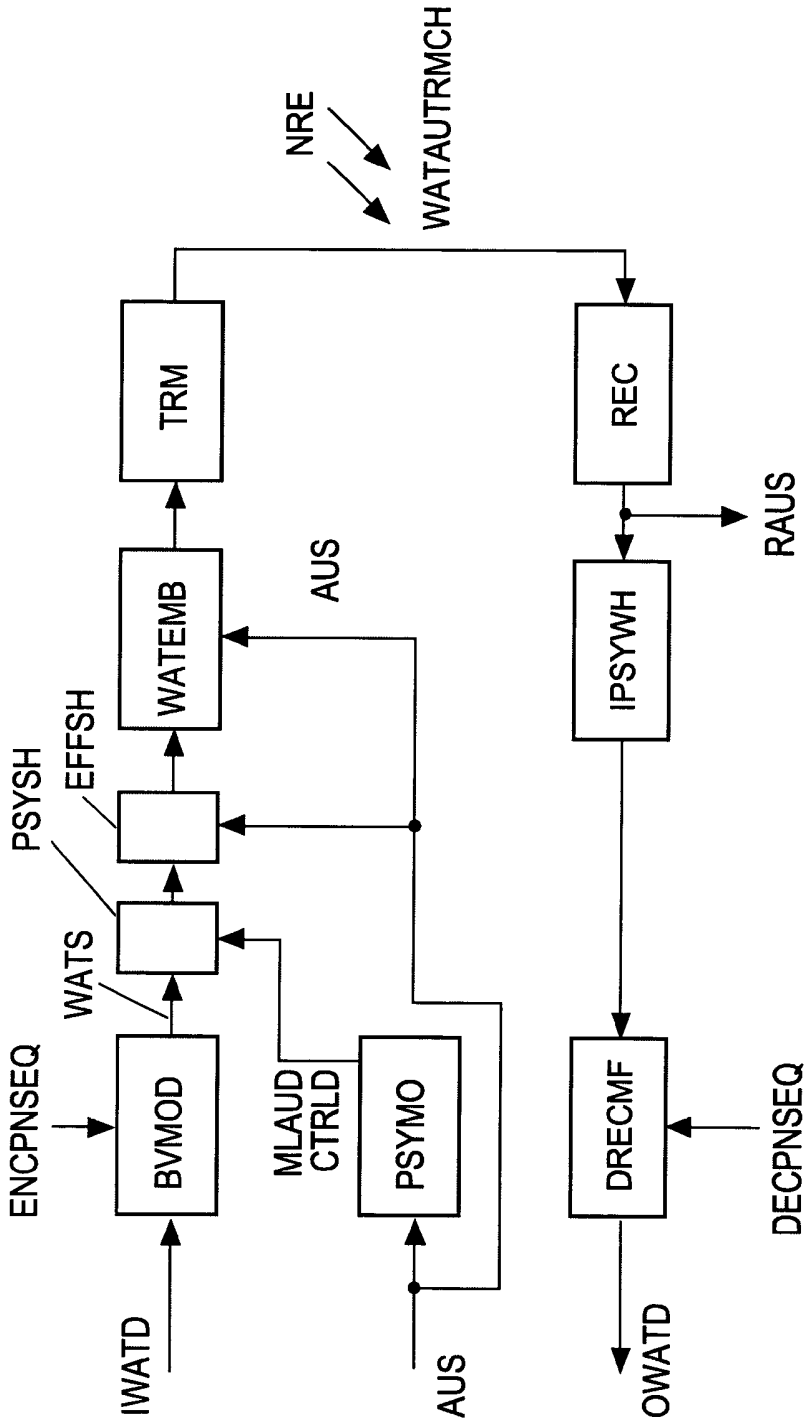 ENCPNSEQ
PSYSH
EFFSH
WATS
IWATD
BVMOD
WATEMB
TRM
NRE
WATAUTRMCH
MLAUD
CTRLD
AUS
AUS
PSYMO
OWATD
DRECMF
IPSYWH
REC
DECPNSEQ
RAUS